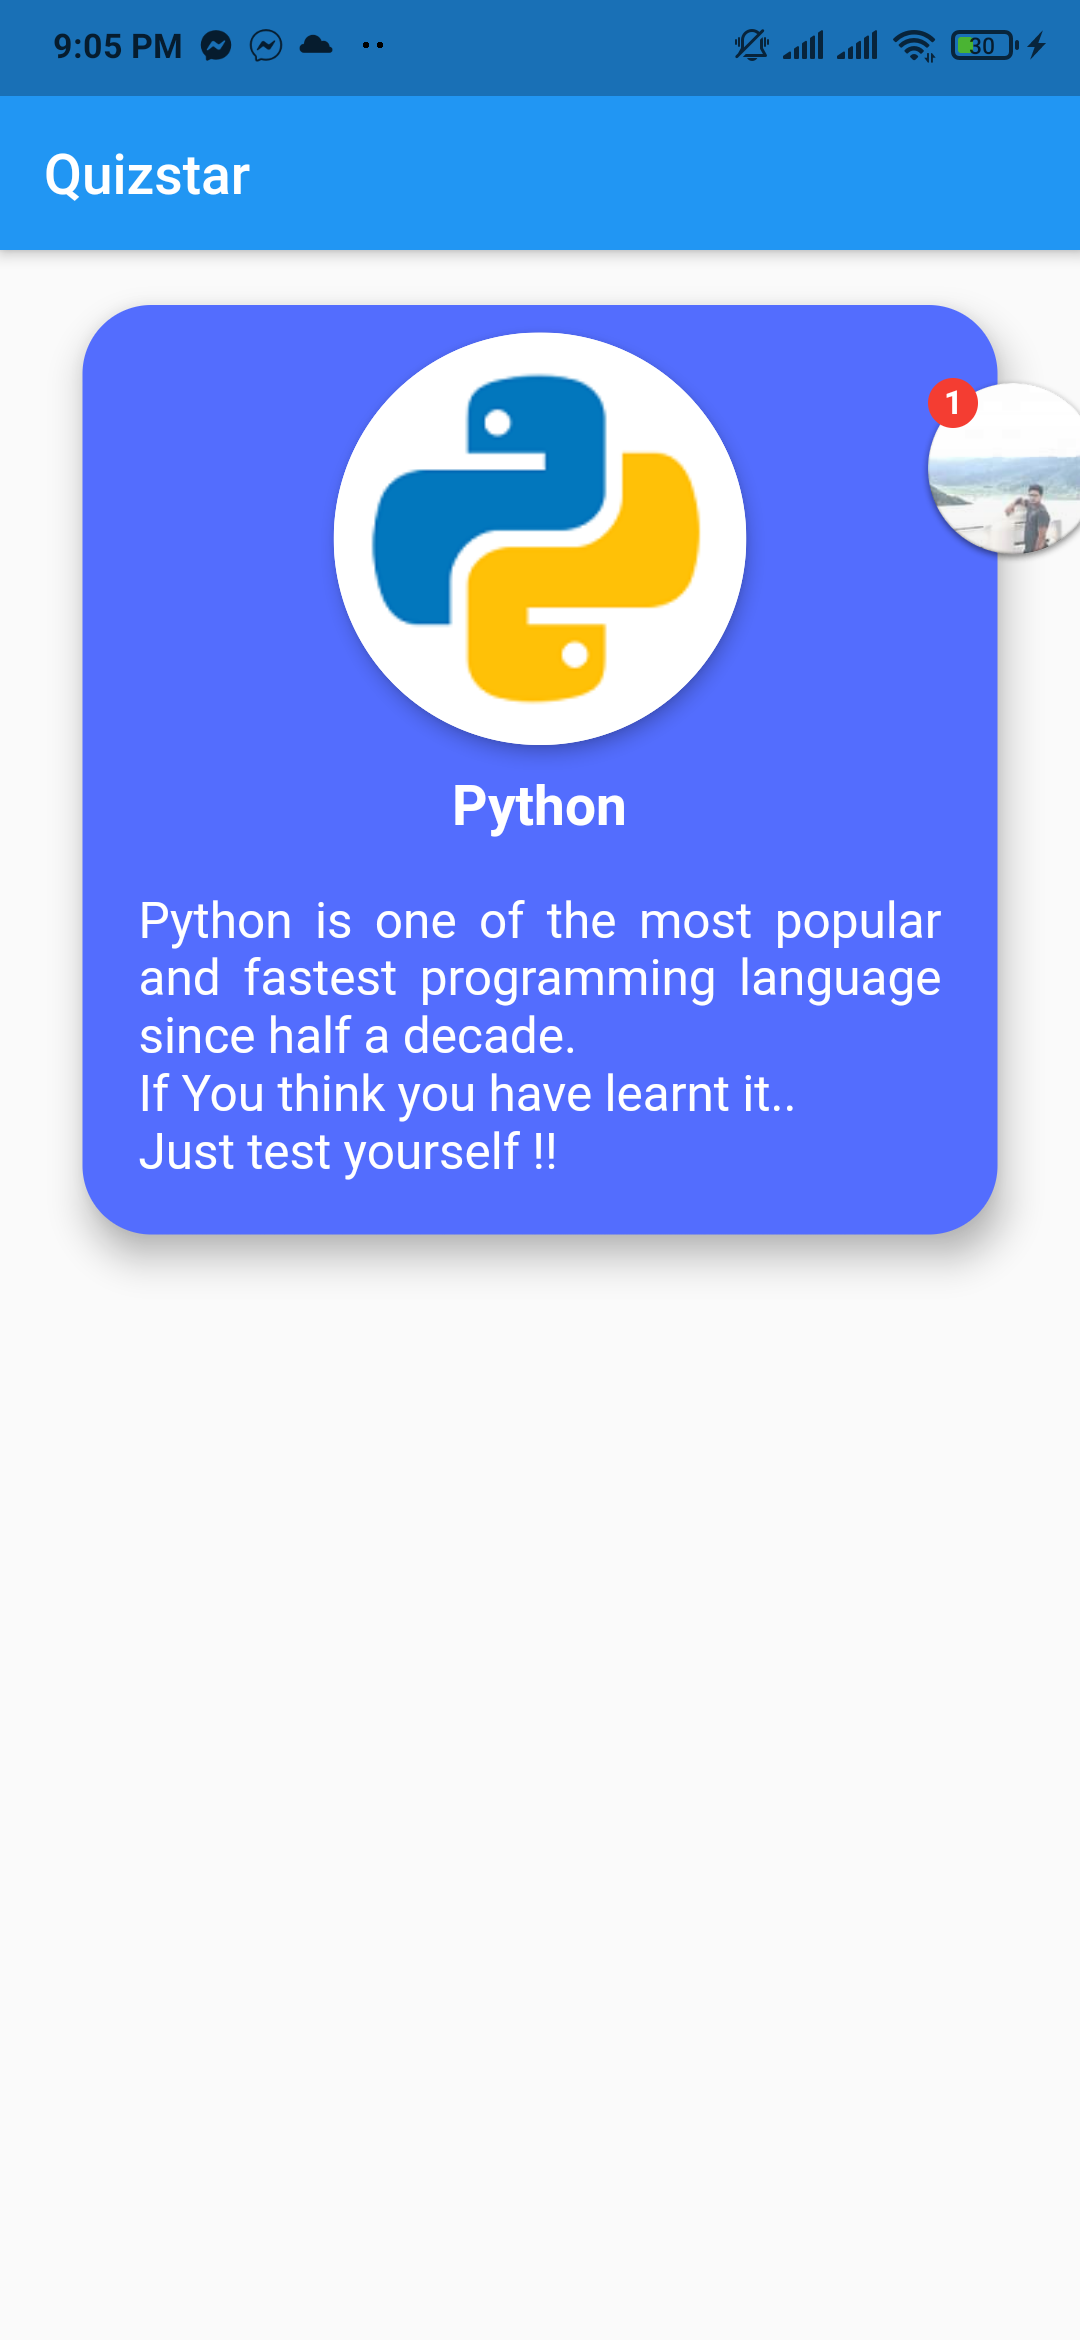 9:05 PM
30
Quizstar
1
Python
Python is one of the most popular
and fastest programming language
since half a decade.
If You think you have learnt it..
Just test yourself !!